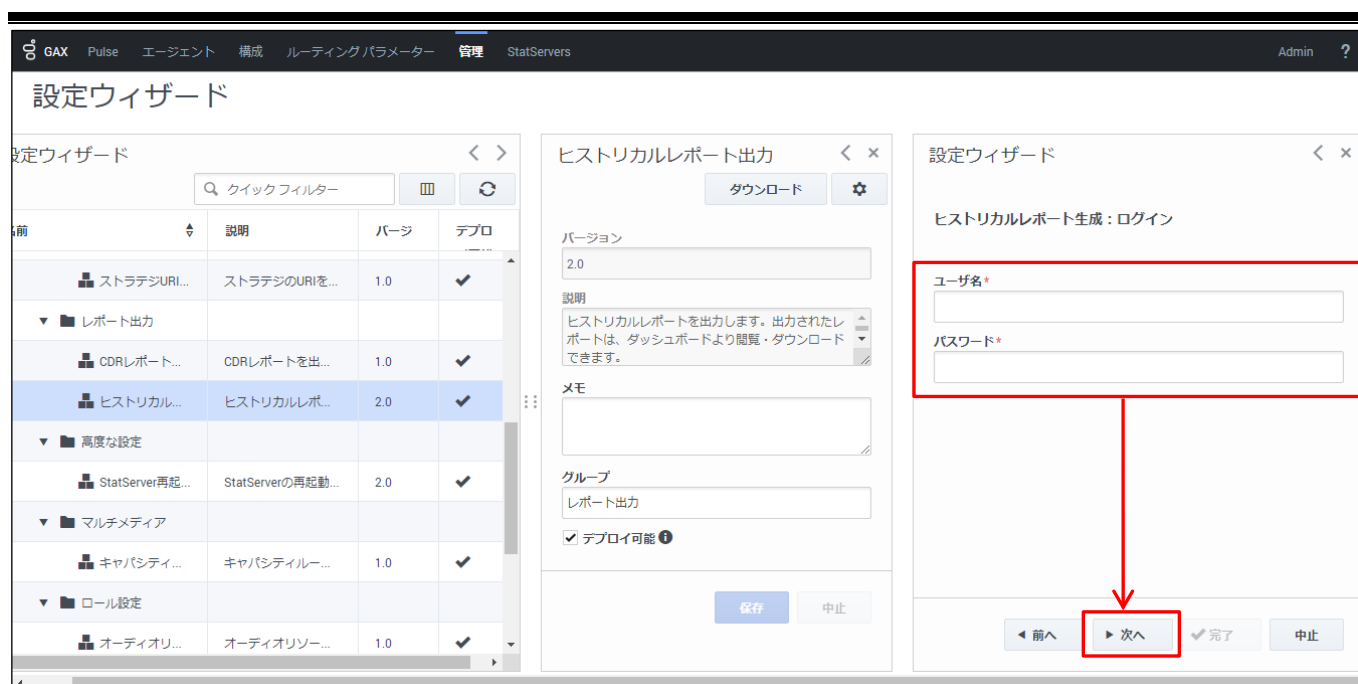 GAX Pulse エージェント 構成 ルーティング パラメーター 管理 StatServers Admin ?
設定ウィザード
設定ウィザード
クイック フィルター
名前 説明 バージ デプロ
ストラテジURI... ストラテジのURIを... 1.0
レポート出力
CDRレポート... CDRレポートを出... 1.0
ヒストリカル... ヒストリカルレポ... 2.0
高度な設定
StatServer再起... StatServerの再起動... 2.0
マルチメディア
キャパシティ... キャパシティルー... 1.0
ロール設定
オーディオリ... オーディオリソー... 1.0
ヒストリカルレポート出力
ダウンロード
バージョン
2.0
説明
ヒストリカルレポートを出力します。出力されたレ
ポートは、ダッシュボードより閲覧・ダウンロード
できます。
メモ
グループ
レポート出力
デプロイ可能
保存 中止
設定ウィザード
ヒストリカルレポート生成：ログイン
ユーザ名*
パスワード*
前へ 次へ 完了 中止